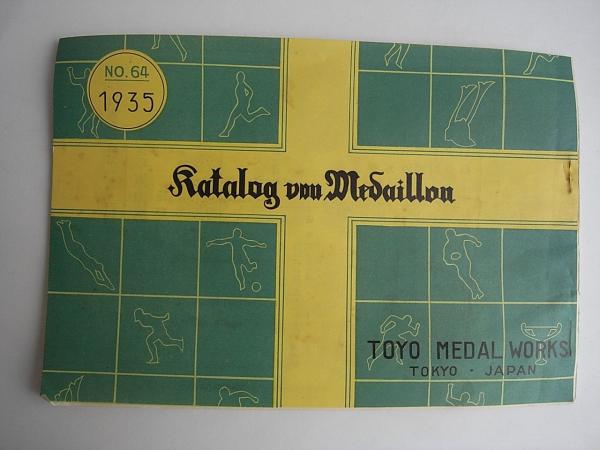 NO. 64
1935
Katalog von Medaillon
TOYO MEDAL WORKS
TOKYO · JAPAN